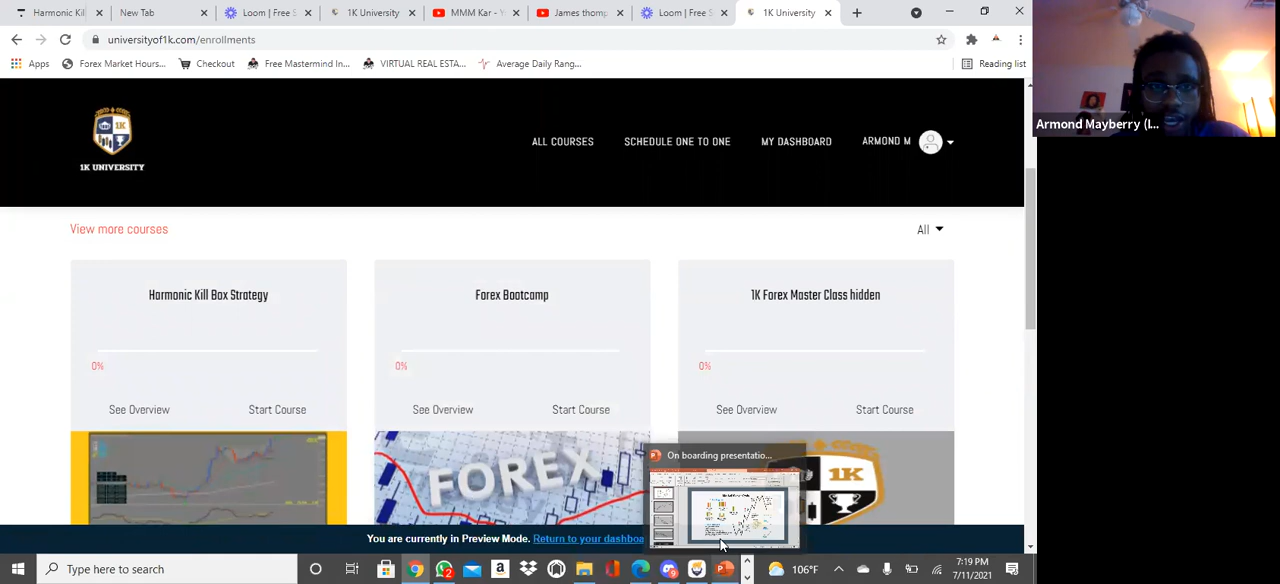 Harmonic Kil
New Tab
Loom | Free S
1K University
MMM Kar - Y
James thomp
Loom | Free S
1K University
universityof1k.com/enrollments
Apps
Forex Market Hours...
Checkout
Free Mastermind In...
VIRTUAL REAL ESTA...
Average Daily Rang...
Reading list
Armond Mayberry (I...
1K
1K UNIVERSITY
ALL COURSES
SCHEDULE ONE TO ONE
MY DASHBOARD
ARMOND M
View more courses
All
Harmonic Kill Box Strategy
Forex Bootcamp
1K Forex Master Class hidden
0%
0%
0%
See Overview
Start Course
See Overview
Start Course
See Overview
Start Course
FOREX
On boarding presentatio...
1K
You are currently in Preview Mode. Return to your dashboa
Type here to search
2
106°F
7:19 PM
7/11/2021